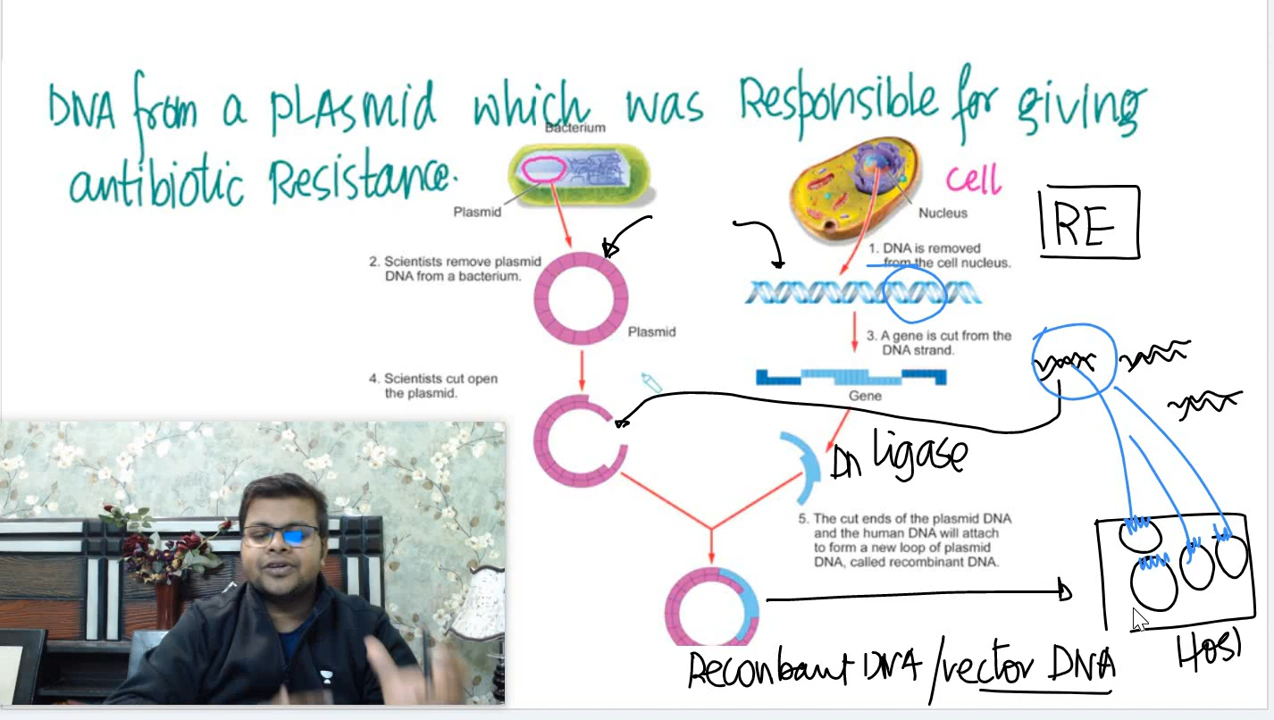 DNA from a PLAsmid which was Responsible for giving
antibiotic Resistance.
Bacterium
Plasmid
cell
Nucleus
RE
1. DNA is removed
from the cell nucleus.
2. Scientists remove plasmid
DNA from a bacterium.
Plasmid
3. A gene is cut from the
DNA strand.
Gene
4. Scientists cut open
the plasmid.
Dn ligase
5. The cut ends of the plasmid DNA
and the human DNA will attach
to form a new loop of plasmid
DNA, called recombinant DNA.
Reconbant DNA/vector DNA
Host